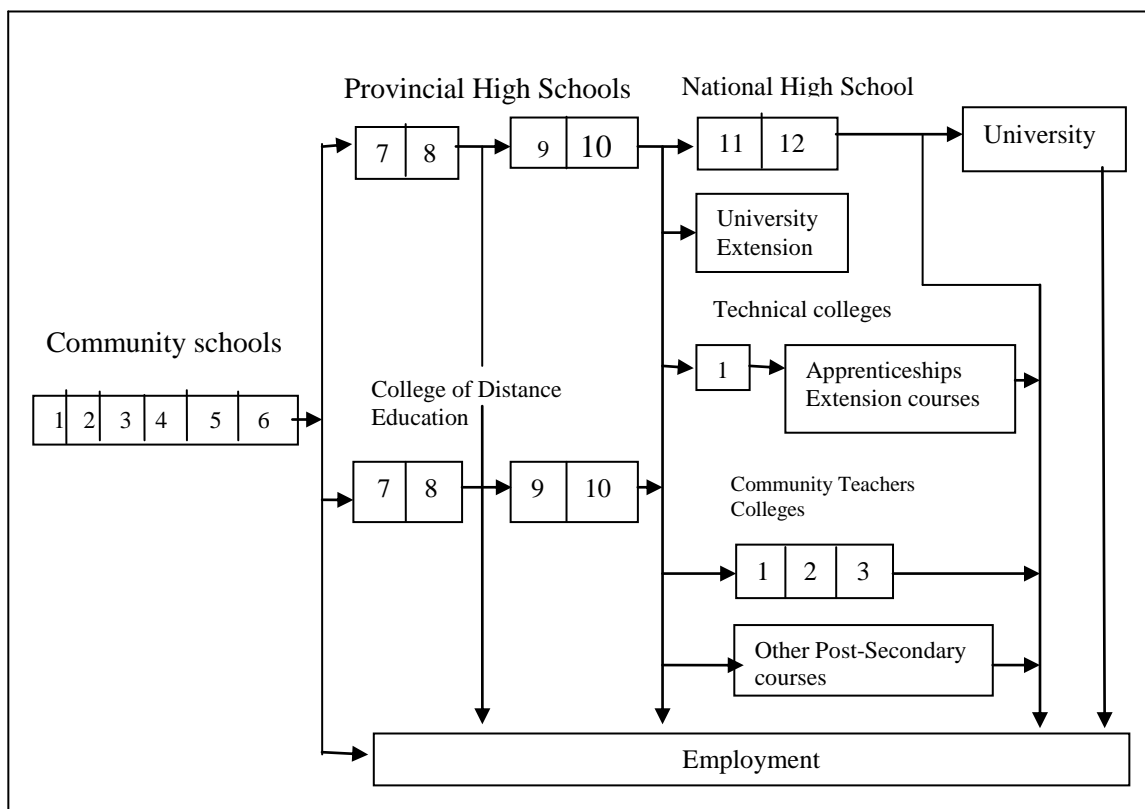 Provincial High Schools
National High School
7 8
9 10
11 12
University
University
Extension
Technical colleges
Community schools
1 2 3 4 5 6
College of Distance
Education
1
Apprenticeships
Extension courses
7 8
9 10
Community Teachers
Colleges
1 2 3
Other Post-Secondary
courses
Employment